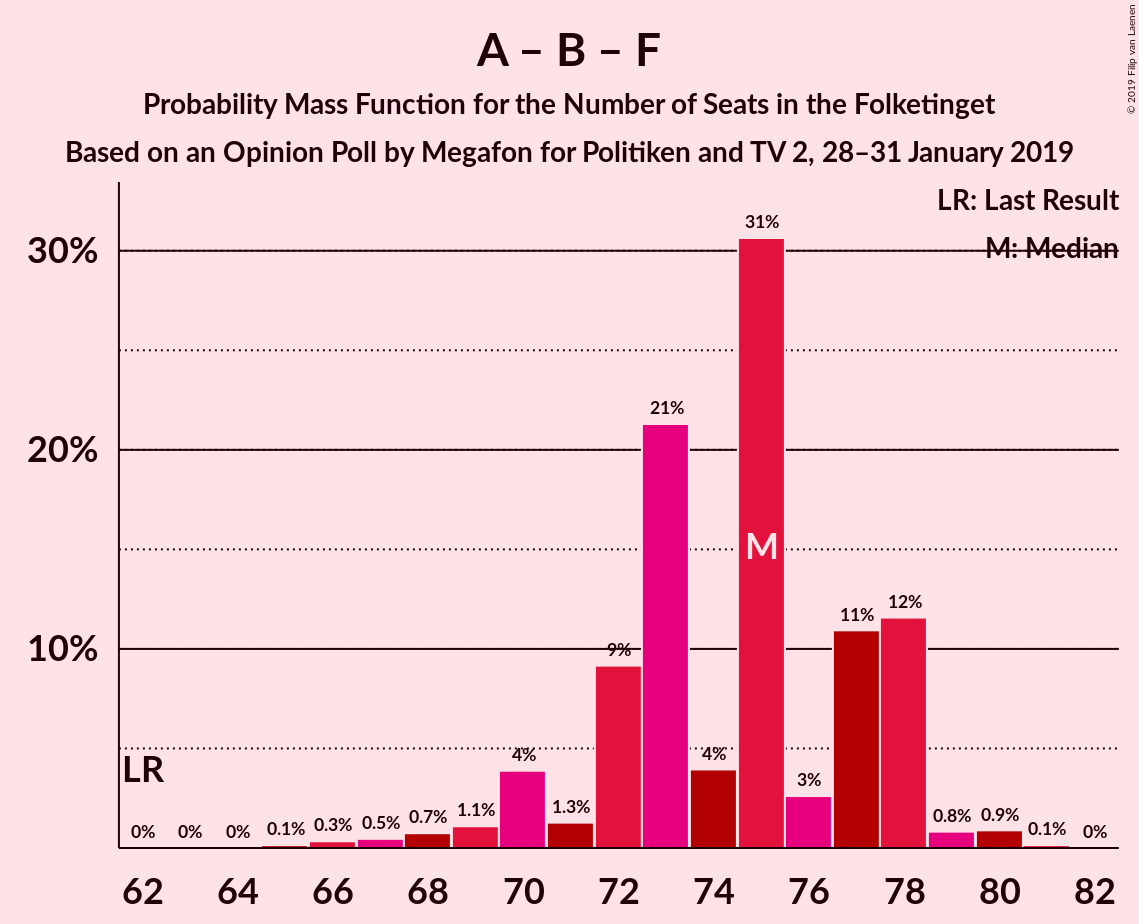 A – B – F
Probability Mass Function for the Number of Seats in the Folketinget
Based on an Opinion Poll by Megafon for Politiken and TV 2, 28–31 January 2019
© 2019 Filip van Laenen
LR: Last Result
M: Median
30%
20%
10%
LR
M
0% 0% 0% 0.1% 0.3% 0.5% 0.7% 1.1% 4% 1.3% 9% 21% 4% 31% 3% 11% 12% 0.8% 0.9% 0.1% 0%
62 64 66 68 70 72 74 76 78 80 82